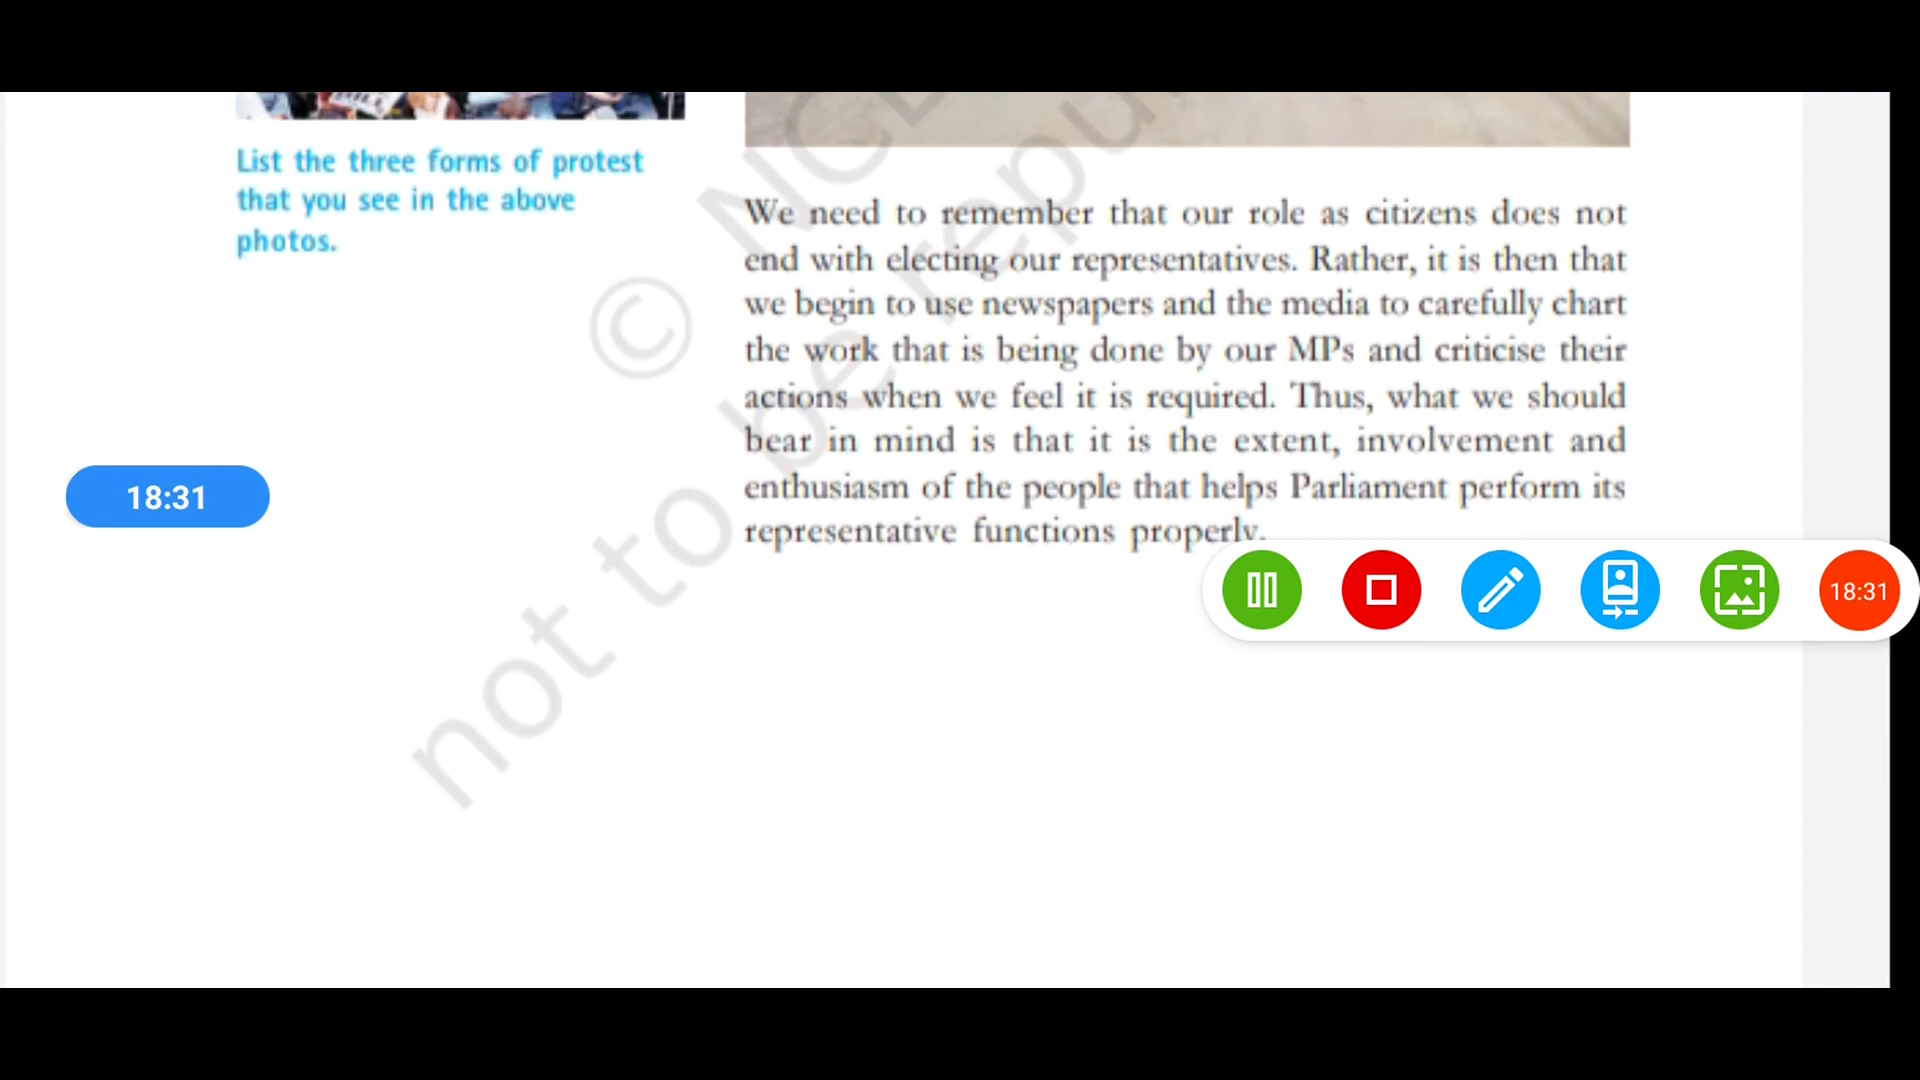 List the three forms of protest
that you see in the above
photos.
We need to remember that our role as citizens does not
end with electing our representatives. Rather, it is then that
we begin to use newspapers and the media to carefully chart
the work that is being done by our MPs and criticise their
actions when we feel it is required. Thus, what we should
bear in mind is that it is the extent, involvement and
enthusiasm of the people that helps Parliament perform its
representative functions properly.
18:31
18:31
©
not to be